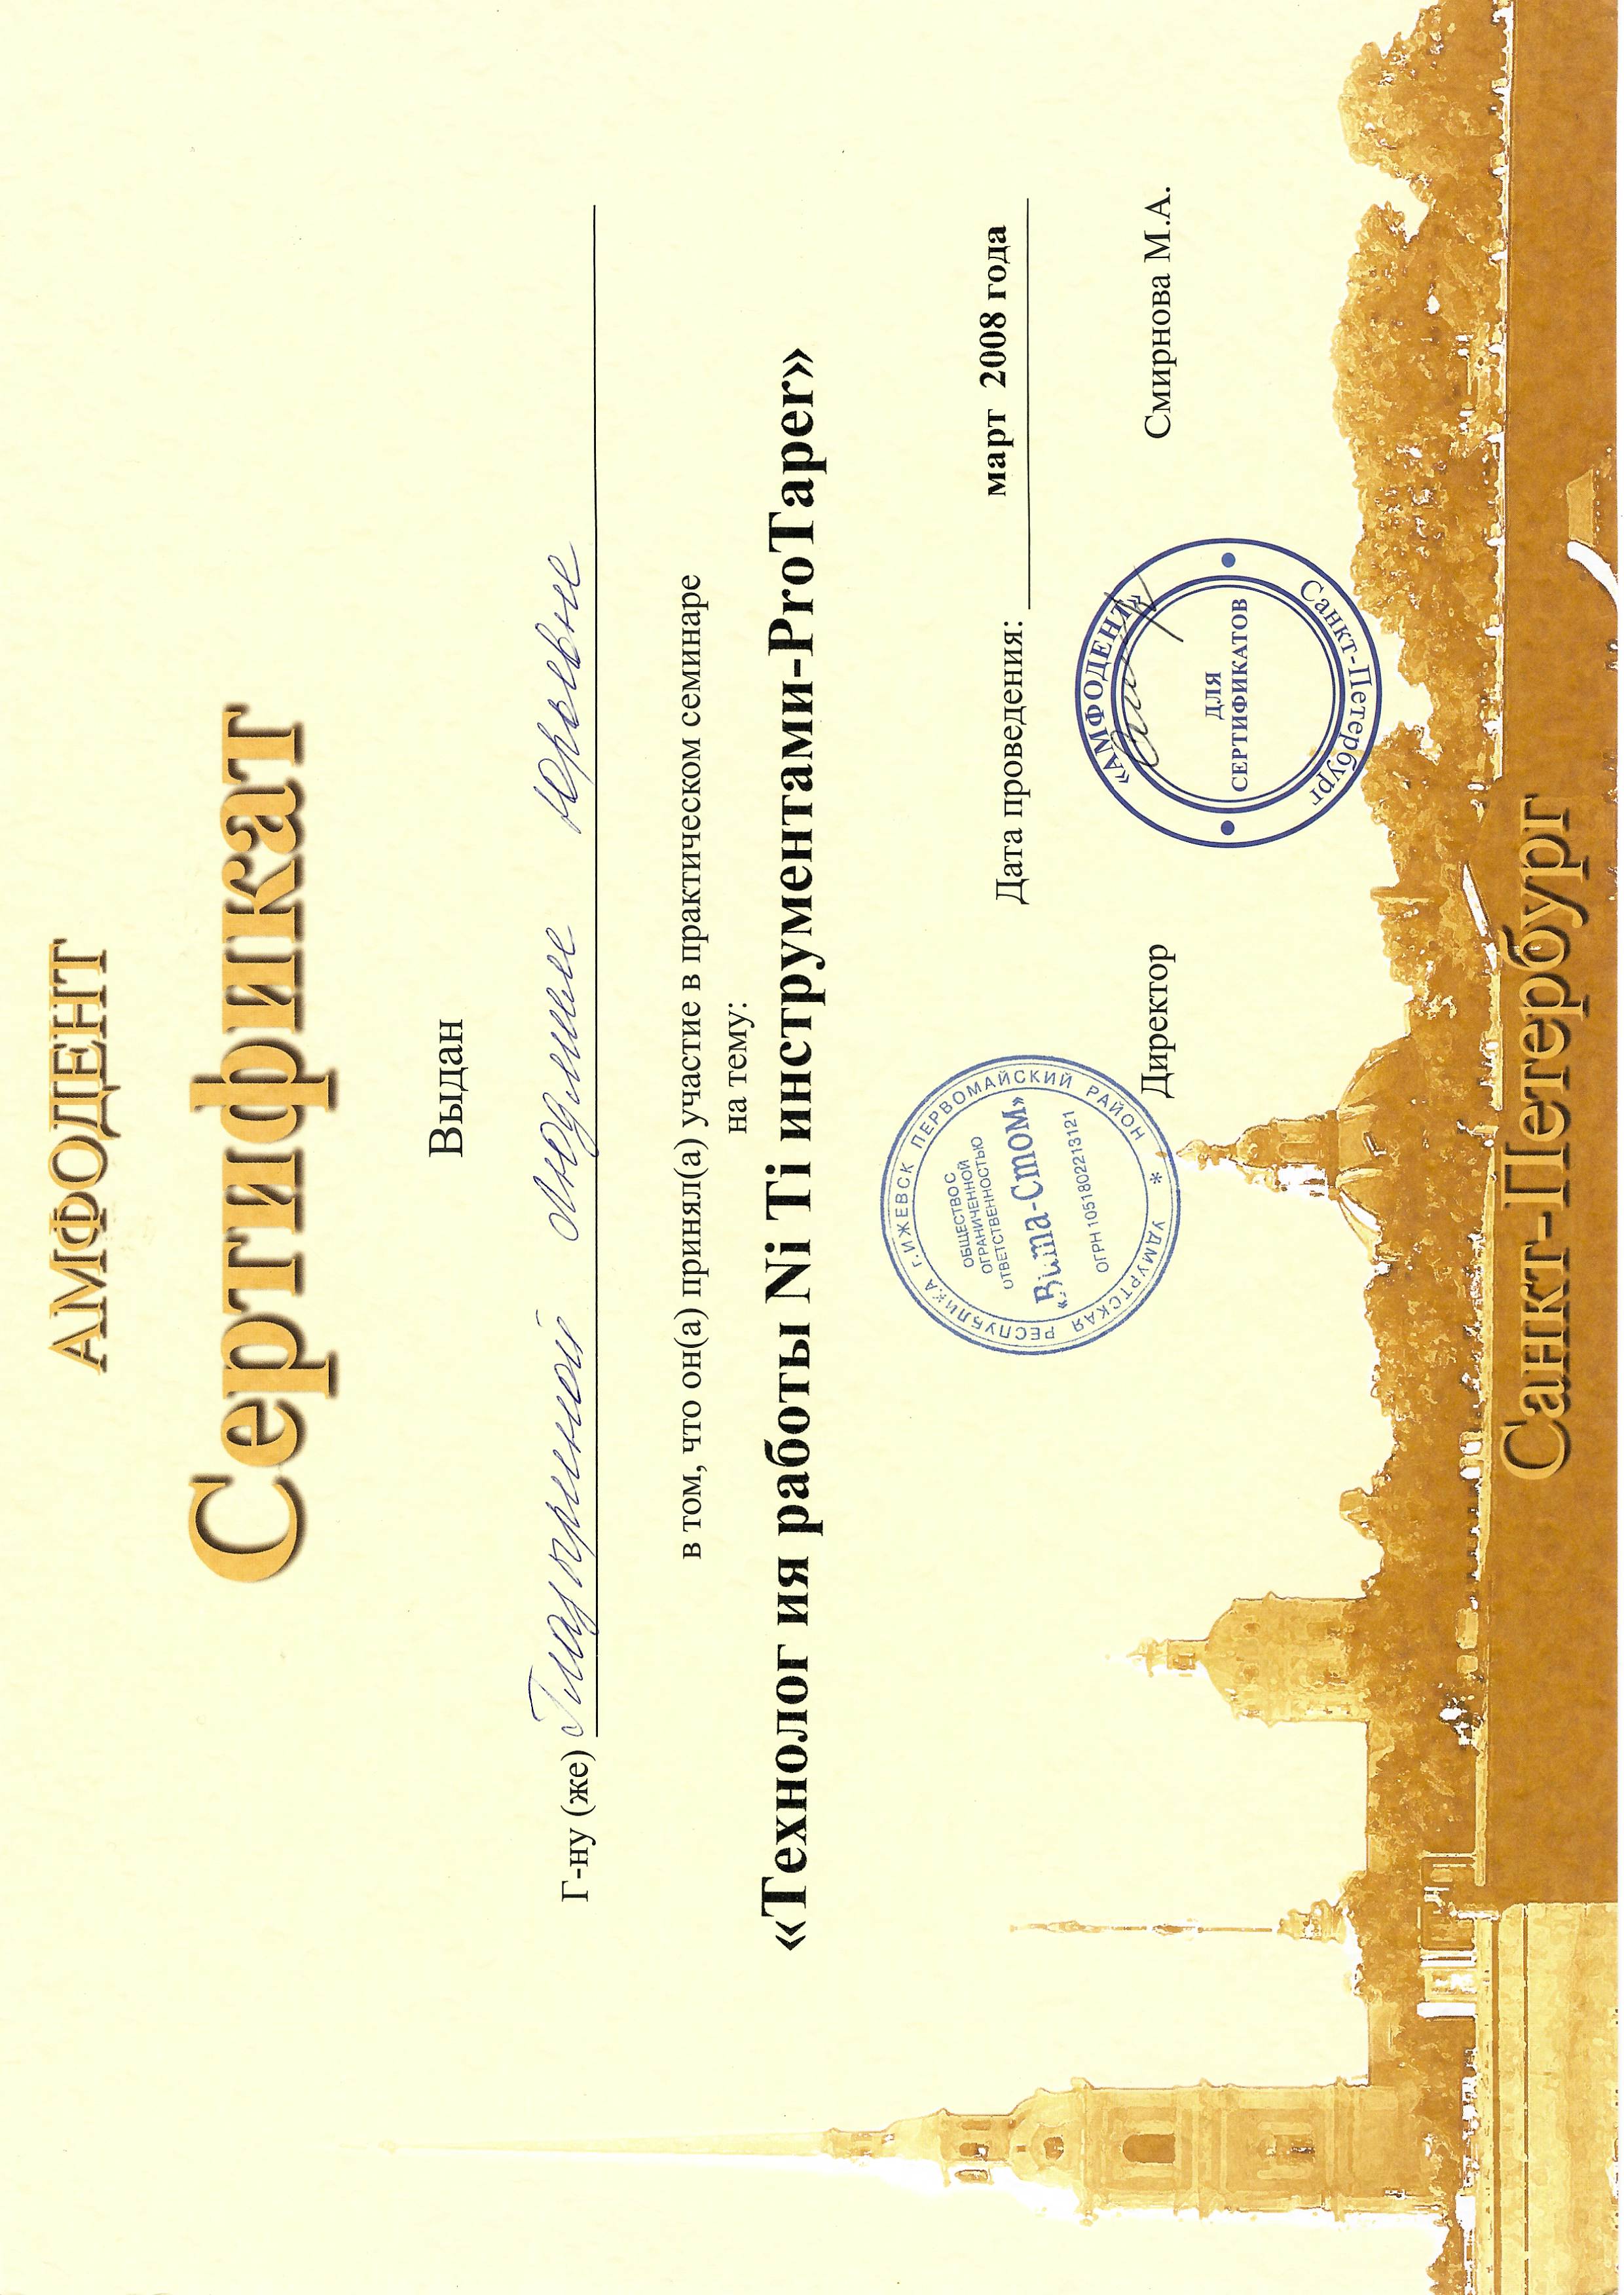 АМФОДЕНТ
Сертификат
Выдан
Г-ну (же) Глазыриной Людмиле Юрьевне
в том, что он(а) принял(а) участие в практическом семинаре
на тему:
«Технолог ия работы Ni Ti инструментами-ProTaper»
Дата проведения: март 2008 года
Директор Смирнова М.А.
УДМУРТСКАЯ РЕСПУБЛИКА г.ИЖЕВСК ПЕРВОМАЙСКИЙ РАЙОН *
ОБЩЕСТВО С
ОГРАНИЧЕННОЙ
ОТВЕТСТВЕННОСТЬЮ
«Вита-Стом»
ОГРН 1051802213121
«АМФОДЕНТ»
ДЛЯ
СЕРТИФИКАТОВ
Санкт-Петербург
Санкт-Петербург